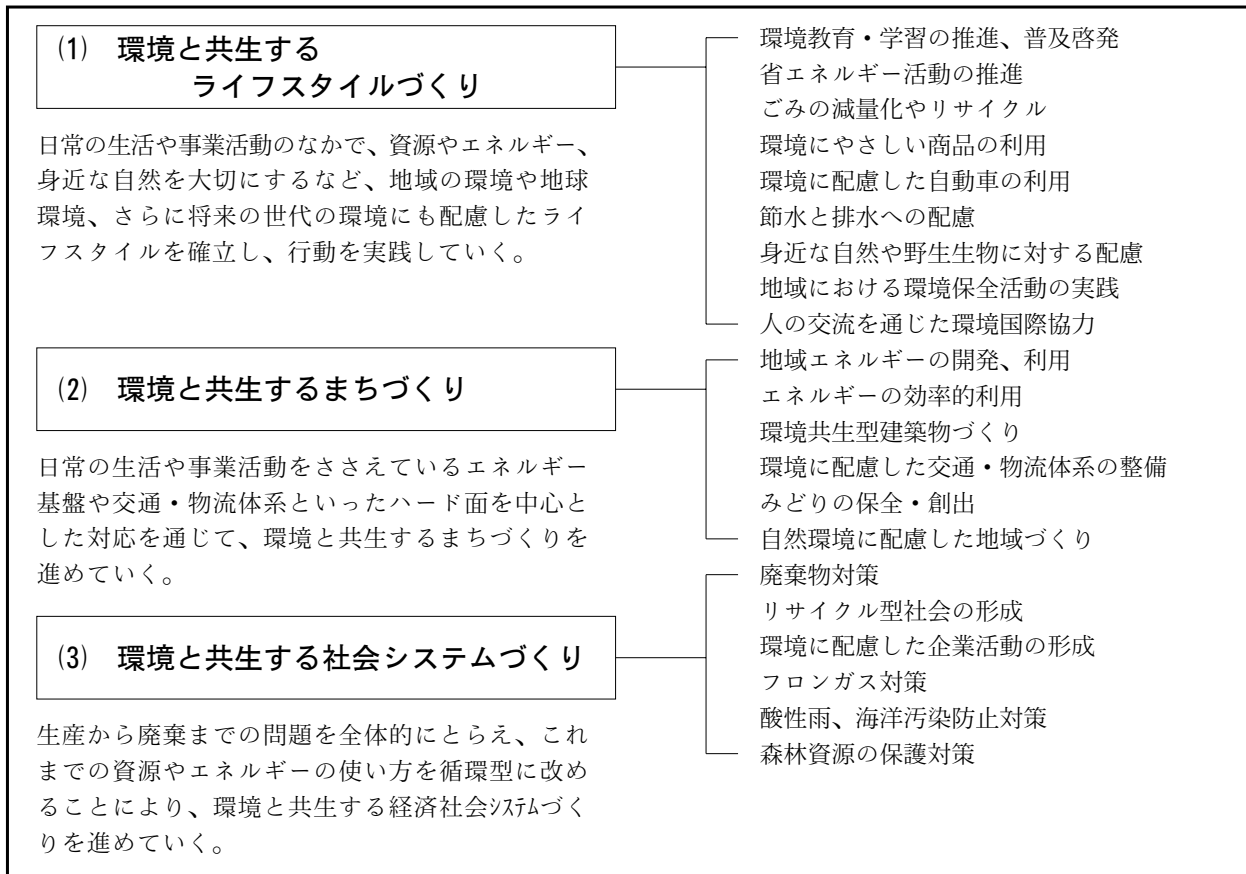 (1) 環境と共生する
ライフスタイルづくり
日常の生活や事業活動のなかで、資源やエネルギー、
身近な自然を大切にするなど、地域の環境や地球
環境、さらに将来の世代の環境にも配慮したライ
フスタイルを確立し、行動を実践していく。
環境教育・学習の推進、普及啓発
省エネルギー活動の推進
ごみの減量化やリサイクル
環境にやさしい商品の利用
環境に配慮した自動車の利用
節水と排水への配慮
身近な自然や野生生物に対する配慮
地域における環境保全活動の実践
人の交流を通じた環境国際協力
(2) 環境と共生するまちづくり
日常の生活や事業活動をささえているエネルギー
基盤や交通・物流体系といったハード面を中心と
した対応を通じて、環境と共生するまちづくりを
進めていく。
地域エネルギーの開発、利用
エネルギーの効率的利用
環境共生型建築物づくり
環境に配慮した交通・物流体系の整備
みどりの保全・創出
自然環境に配慮した地域づくり
(3) 環境と共生する社会システムづくり
生産から廃棄までの問題を全体的にとらえ、これ
までの資源やエネルギーの使い方を循環型に改め
ることにより、環境と共生する経済社会ｼｽﾃﾑづく
りを進めていく。
廃棄物対策
リサイクル型社会の形成
環境に配慮した企業活動の形成
フロンガス対策
酸性雨、海洋汚染防止対策
森林資源の保護対策